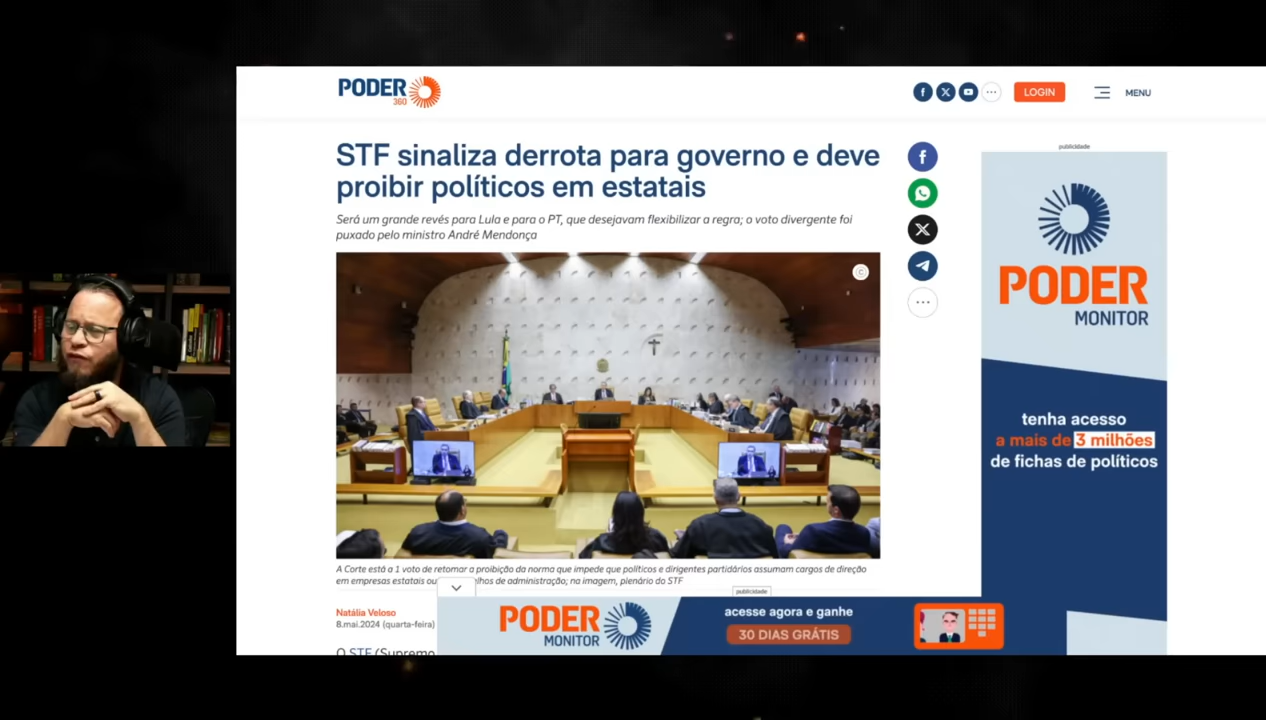 PODER
360
LOGIN
MENU
STF sinaliza derrota para governo e deve
proibir políticos em estatais
Será um grande revés para Lula e para o PT, que desejavam flexibilizar a regra; o voto divergente foi
puxado pelo ministro André Mendonça
A Corte está a 1 voto de retomar a proibição da norma que impede que políticos e dirigentes partidários assumam cargos de direção
em empresas estatais ou lhos de administração; na imagem, plenário do STF
Natália Veloso
8.mai.2024 (quarta-feira)
O STF (Supremo
publicidade
PODER
MONITOR
tenha acesso
a mais de 3 milhões
de fichas de políticos
publicidade
PODER
MONITOR
acesse agora e ganhe
30 DIAS GRÁTIS